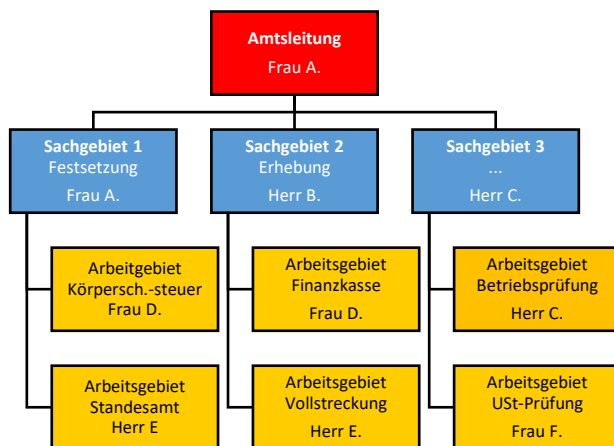 Amtsleitung
Frau A.
Sachgebiet 1
Festsetzung
Frau A.
Sachgebiet 2
Erhebung
Herr B.
Sachgebiet 3
...
Herr C.
Arbeitgebiet
Körpersch.-steuer
Frau D.
Arbeitsgebiet
Finanzkasse
Frau D.
Arbeitsgebiet
Betriebsprüfung
Herr C.
Arbeitsgebiet
Standesamt
Herr E
Arbeitsgebiet
Vollstreckung
Herr E.
Arbeitsgebiet
USt-Prüfung
Frau F.